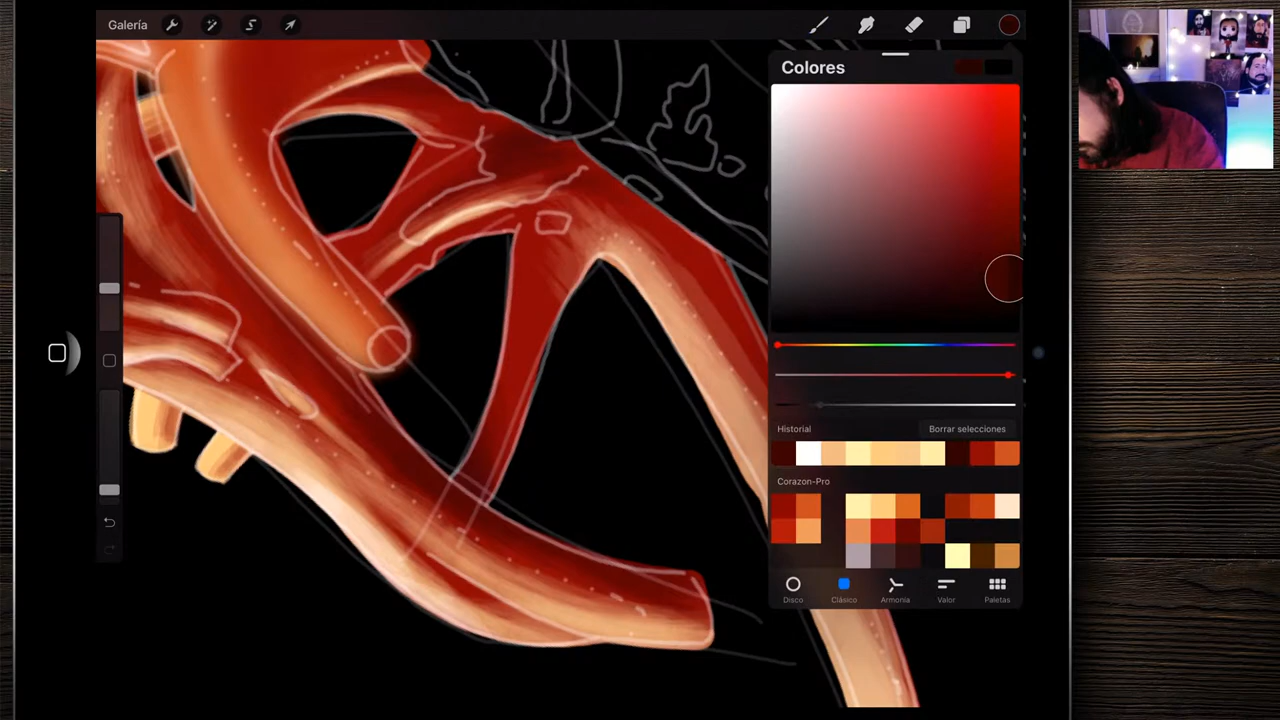 Galería
Colores
Historial
Borrar selecciones
Corazon-Pro
Disco
Clásico
Armonía
Valor
Paletas